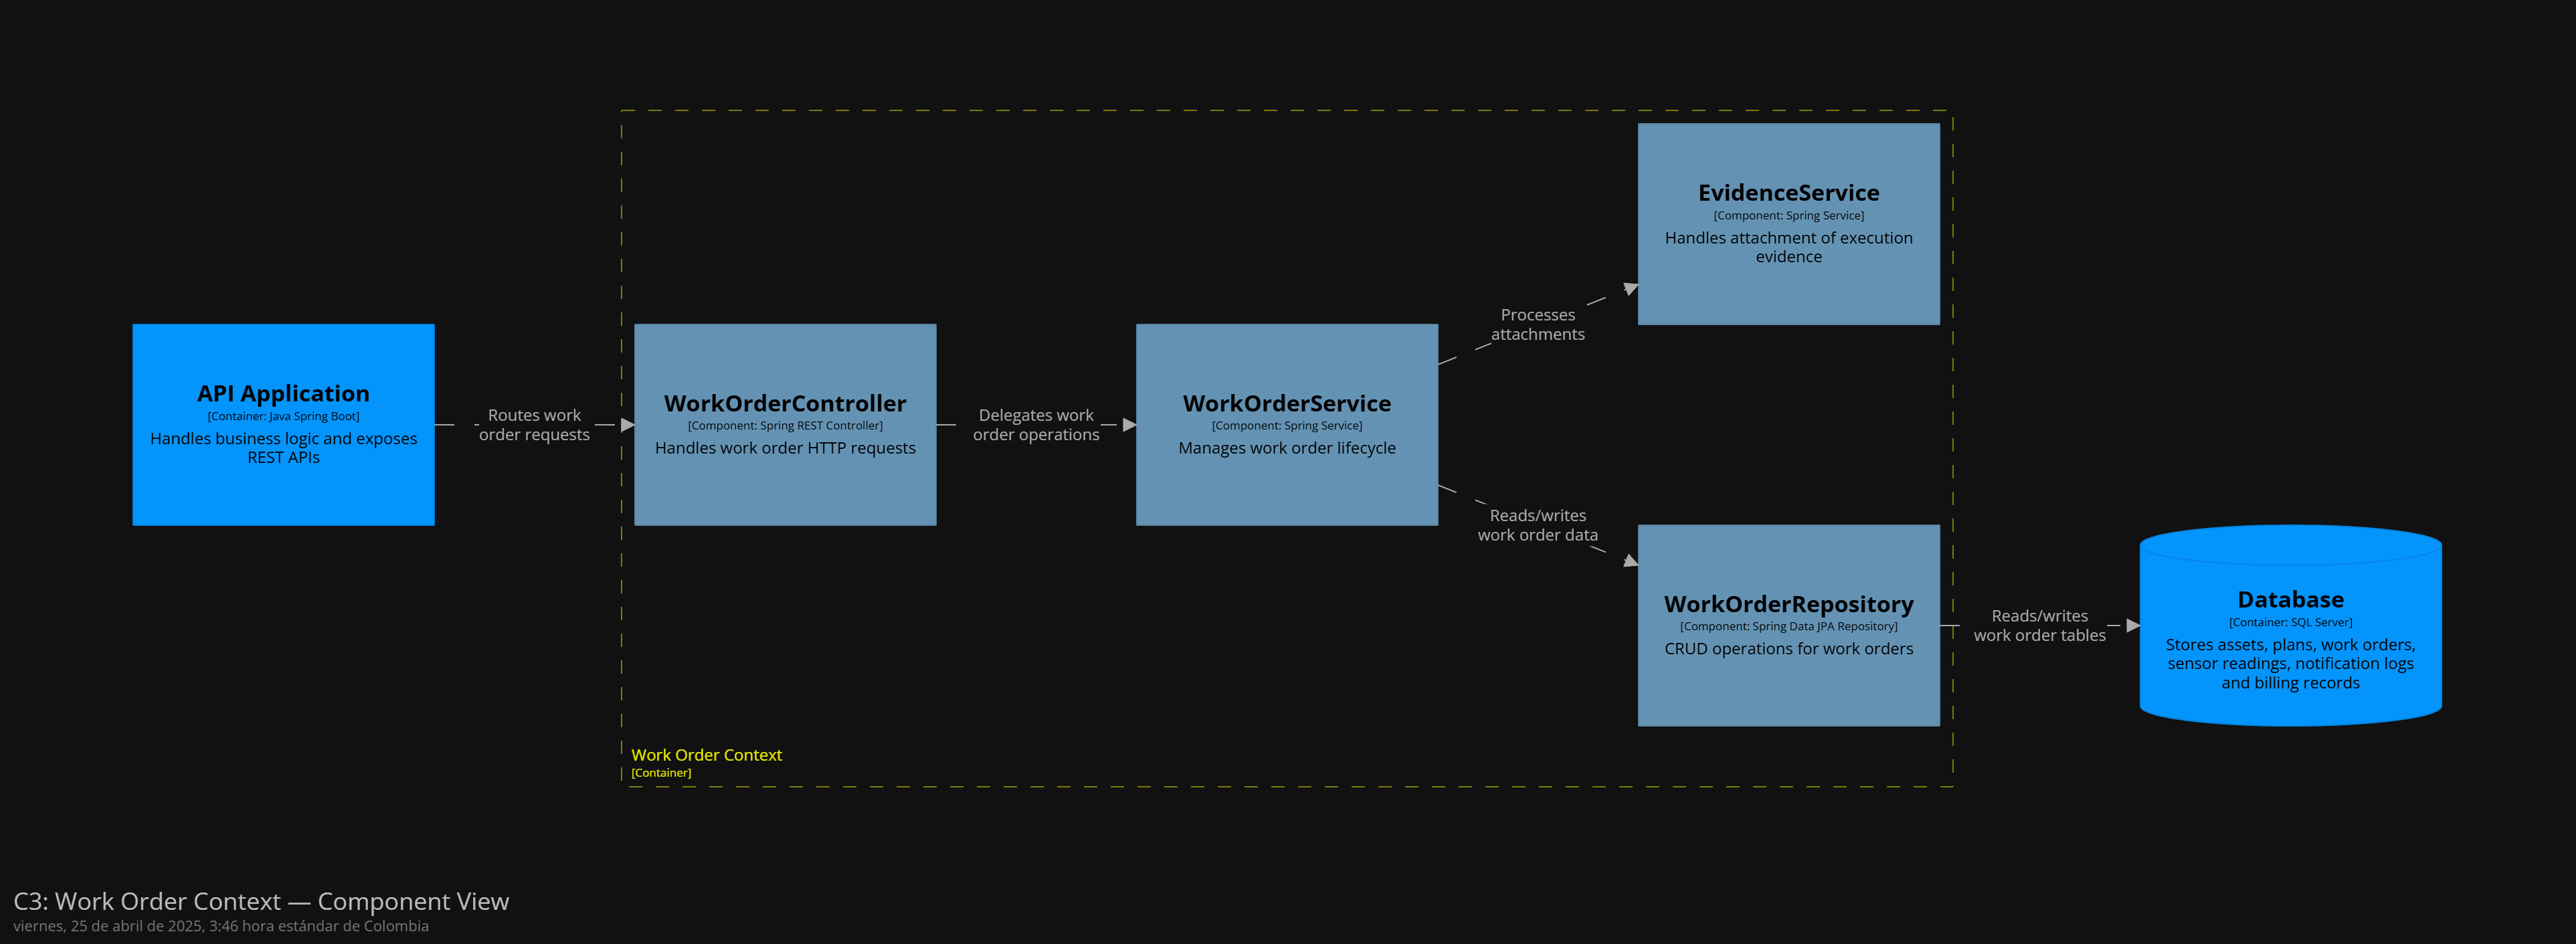 EvidenceService
[Component: Spring Service]
Handles attachment of execution
evidence
Processes
attachments
API Application
[Container: Java Spring Boot]
Handles business logic and exposes
REST APIs
Routes work
order requests
WorkOrderController
[Component: Spring REST Controller]
Handles work order HTTP requests
Delegates work
order operations
WorkOrderService
[Component: Spring Service]
Manages work order lifecycle
Reads/writes
work order data
WorkOrderRepository
[Component: Spring Data JPA Repository]
CRUD operations for work orders
Reads/writes
work order tables
Database
[Container: SQL Server]
Stores assets, plans, work orders,
sensor readings, notification logs
and billing records
Work Order Context
[Container]
C3: Work Order Context — Component View
viernes, 25 de abril de 2025, 3:46 hora estándar de Colombia